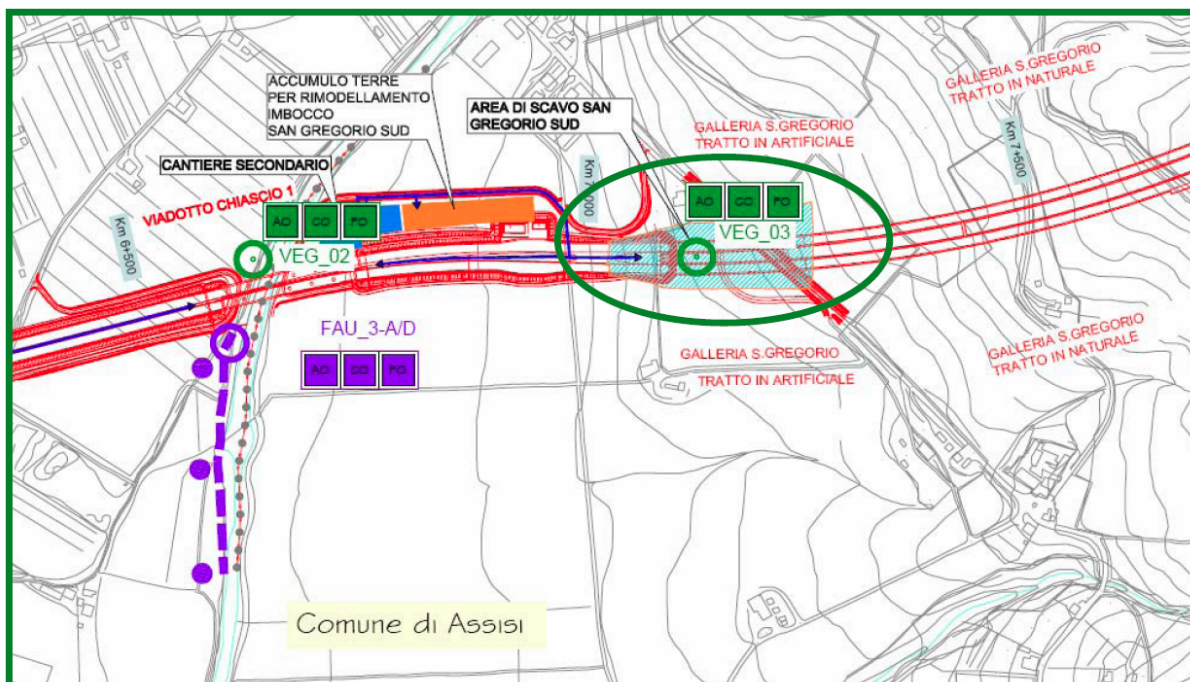 ACCUMULO TERRE
PER RIMODELLAMENTO
IMBOCCO
SAN GREGORIO SUD
AREA DI SCAVO SAN
GREGORIO SUD
GALLERIA S.GREGORIO
TRATTO IN NATURALE
GALLERIA S.GREGORIO
TRATTO IN ARTIFICIALE
Km 7+500
CANTIERE SECONDARIO
VIADOTTO CHIASCIO 1
Km 6+500
AO CO PO
VEG_02
AO CO PO
VEG_03
FAU_3-A/D
AO CO PO
GALLERIA S.GREGORIO
TRATTO IN ARTIFICIALE
GALLERIA S.GREGORIO
TRATTO IN NATURALE
Comune di Assisi